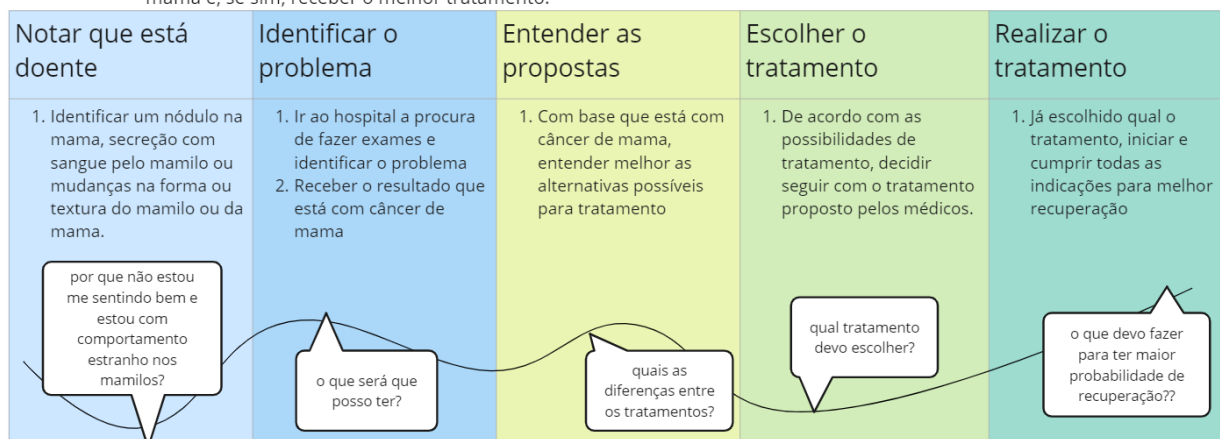 mama e, se sim, receber o melhor tratamento.
Notar que está
doente
Identificar o
problema
Entender as
propostas
Escolher o
tratamento
Realizar o
tratamento
1. Identificar um nódulo na
mama, secreção com
sangue pelo mamilo ou
mudanças na forma ou
textura do mamilo ou da
mama.
1. Ir ao hospital a procura
de fazer exames e
identificar o problema
2. Receber o resultado que
está com câncer de
mama
1. Com base que está com
câncer de mama,
entender melhor as
alternativas possíveis
para tratamento
1. De acordo com as
possibilidades de
tratamento, decidir
seguir com o tratamento
proposto pelos médicos.
1. Já escolhido qual o
tratamento, iniciar e
cumprir todas as
indicações para melhor
recuperação
por que não estou
me sentindo bem e
estou com
comportamento
estranho nos
mamilos?
o que será que
posso ter?
quais as
diferenças entre
os tratamentos?
qual tratamento
devo escolher?
o que devo fazer
para ter maior
probabilidade de
recuperação??